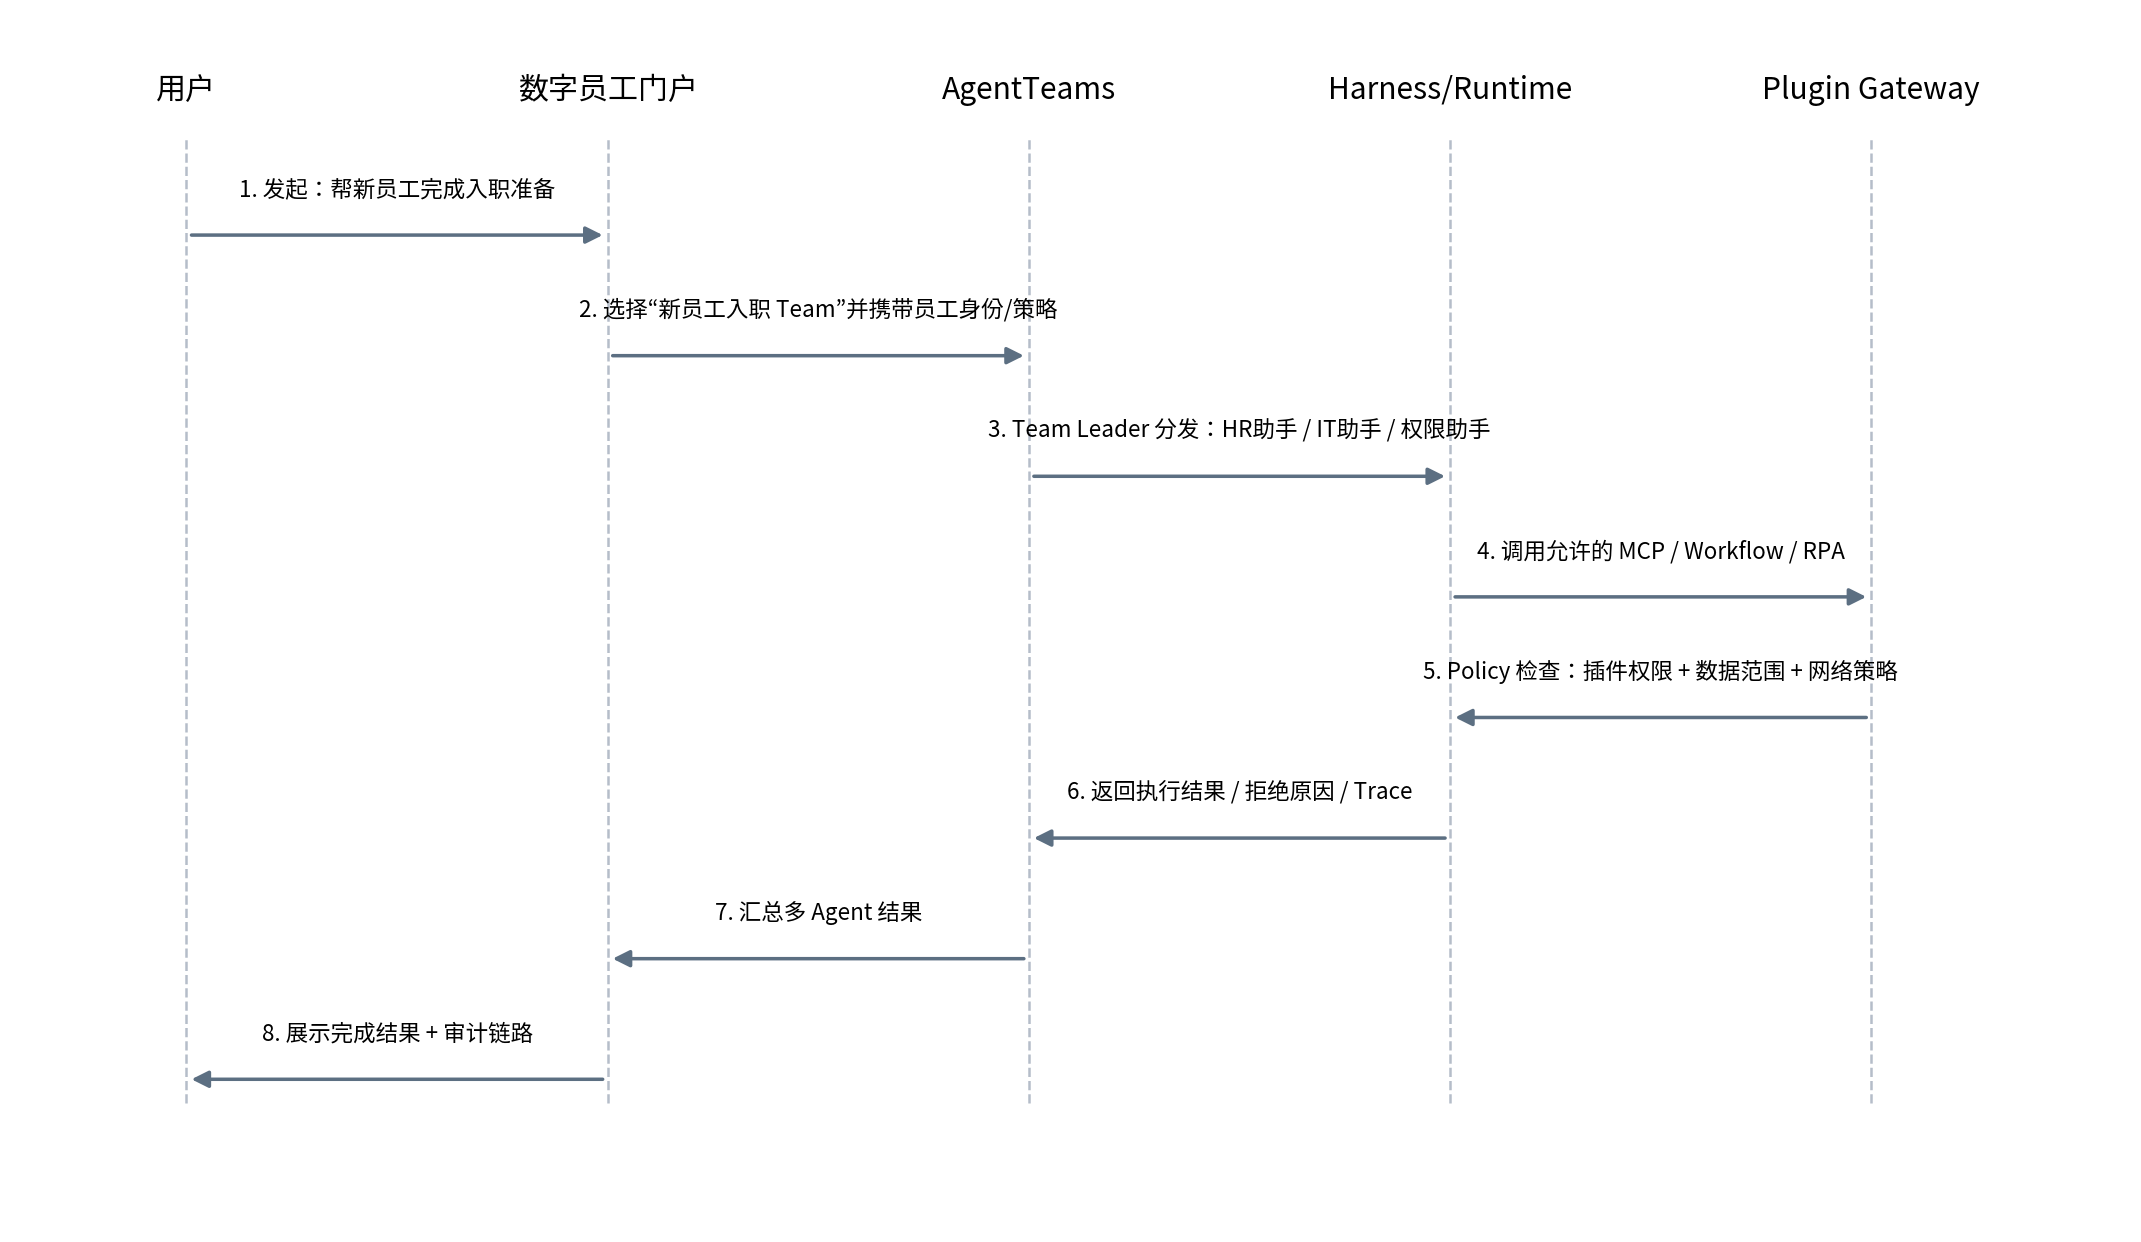 用户
数字员工门户
AgentTeams
Harness/Runtime
Plugin Gateway
1. 发起：帮新员工完成入职准备
2. 选择“新员工入职 Team”并携带员工身份/策略
3. Team Leader 分发：HR助手 / IT助手 / 权限助手
4. 调用允许的 MCP / Workflow / RPA
5. Policy 检查：插件权限 + 数据范围 + 网络策略
6. 返回执行结果 / 拒绝原因 / Trace
7. 汇总多 Agent 结果
8. 展示完成结果 + 审计链路